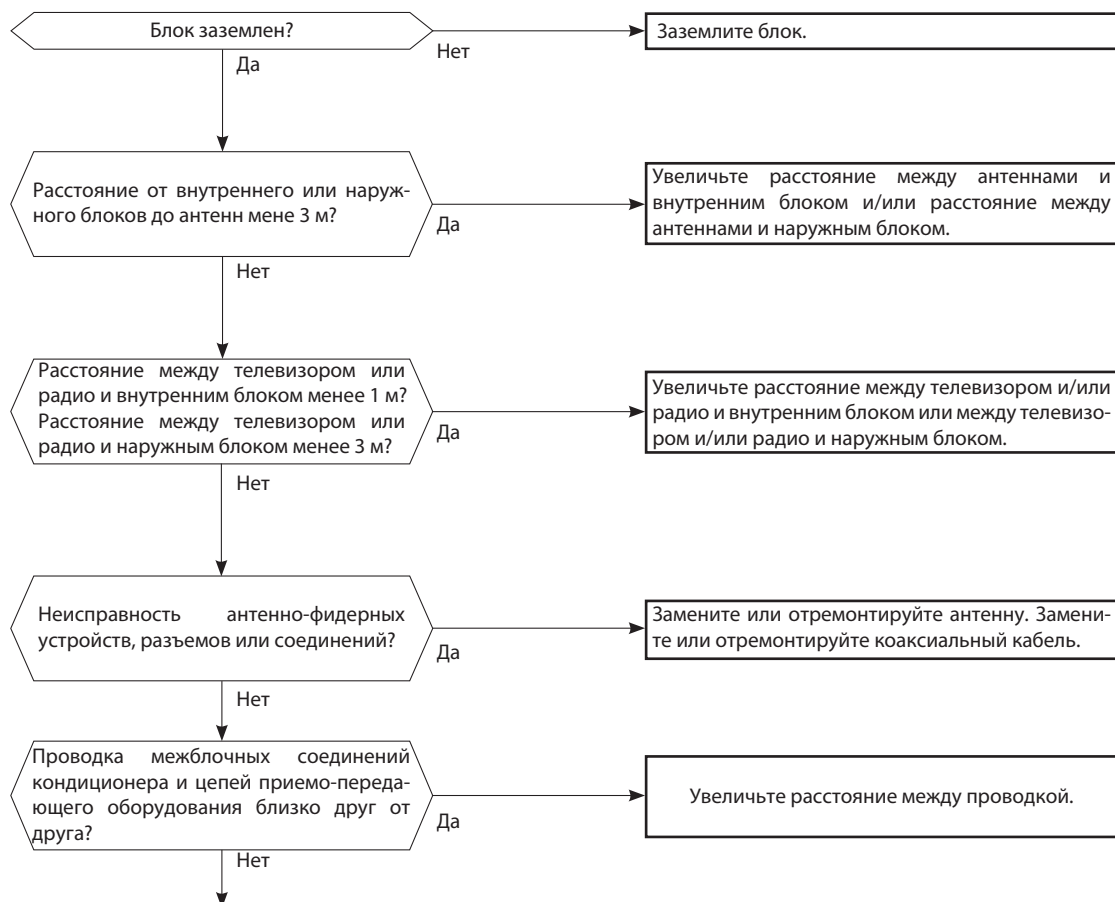 Блок заземлен?
Заземлите блок.
Нет
Да
Расстояние от внутреннего или наруж-
ного блоков до антенн мене 3 м?
Увеличьте расстояние между антеннами и
внутренним блоком и/или расстояние между
антеннами и наружным блоком.
Да
Нет
Расстояние между телевизором или
радио и внутренним блоком менее 1 м?
Расстояние между телевизором или
радио и наружным блоком менее 3 м?
Увеличьте расстояние между телевизором и/или
радио и внутренним блоком или между телевизо-
ром и/или радио и наружным блоком.
Да
Нет
Неисправность антенно-фидерных
устройств, разъемов или соединений?
Замените или отремонтируйте антенну. Замени-
те или отремонтируйте коаксиальный кабель.
Да
Нет
Проводка межблочных соединений
кондиционера и цепей приемо-переда-
ющего оборудования близко друг от
друга?
Увеличьте расстояние между проводкой.
Да
Нет